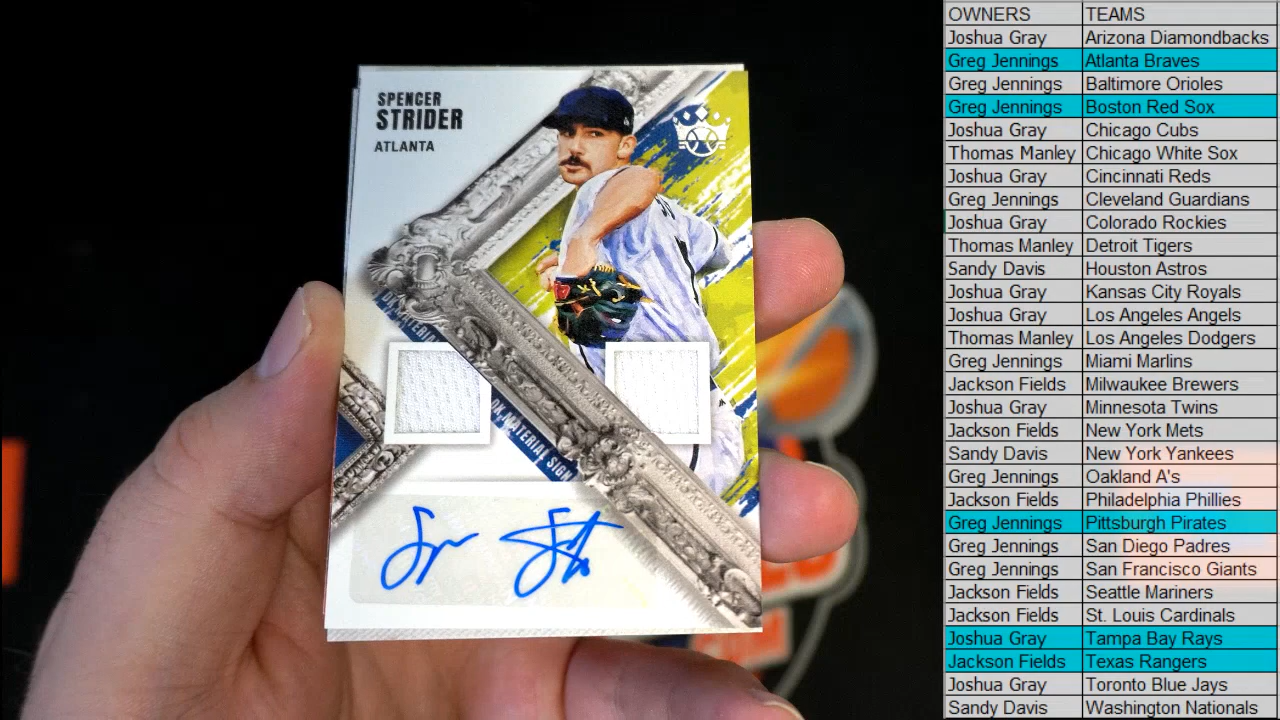 SPENCER
STRIDER
ATLANTA
DK MATERIAL SIGN
OWNERS TEAMS
Joshua Gray Arizona Diamondbacks
Greg Jennings Atlanta Braves
Greg Jennings Baltimore Orioles
Greg Jennings Boston Red Sox
Joshua Gray Chicago Cubs
Thomas Manley Chicago White Sox
Joshua Gray Cincinnati Reds
Greg Jennings Cleveland Guardians
Joshua Gray Colorado Rockies
Thomas Manley Detroit Tigers
Sandy Davis Houston Astros
Joshua Gray Kansas City Royals
Joshua Gray Los Angeles Angels
Thomas Manley Los Angeles Dodgers
Greg Jennings Miami Marlins
Jackson Fields Milwaukee Brewers
Joshua Gray Minnesota Twins
Jackson Fields New York Mets
Sandy Davis New York Yankees
Greg Jennings Oakland A's
Jackson Fields Philadelphia Phillies
Greg Jennings Pittsburgh Pirates
Greg Jennings San Diego Padres
Greg Jennings San Francisco Giants
Jackson Fields Seattle Mariners
Jackson Fields St. Louis Cardinals
Joshua Gray Tampa Bay Rays
Jackson Fields Texas Rangers
Joshua Gray Toronto Blue Jays
Sandy Davis Washington Nationals